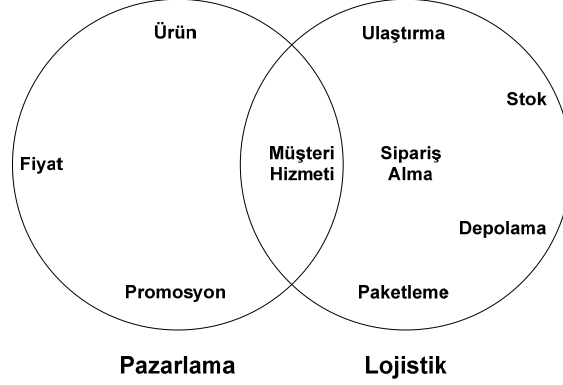 Ürün
Ulaştırma
Stok
Fiyat
Müşteri
Hizmeti
Sipariş
Alma
Depolama
Promosyon
Paketleme
Pazarlama
Lojistik